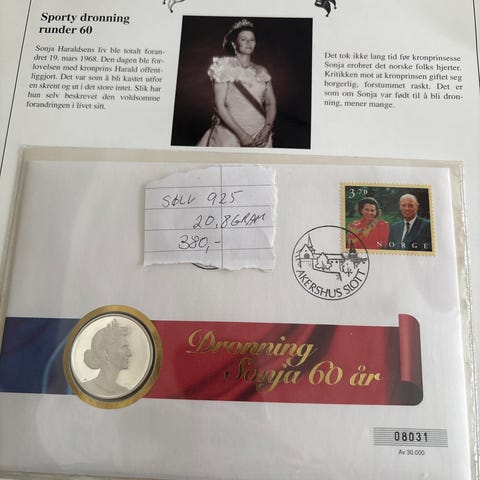 Sporty dronning
runder 60
Sonja Haraldsens liv ble totalt foran-
dret 19. mars 1968. Den dagen ble for-
lovelsen med kronprins Harald offent-
liggjort. Det var som å bli kastet utfor
en skrent og ut i det store intet. Slik har
hun selv beskrevet den voldsomme
forandringen i livet sitt.
Det tok ikke lang tid før kronprinsesse
Sonja erobret det norske folks hjerter.
Kritikken mot at kronprinsen giftet seg
borgerlig, forstummet raskt. Det er
som om Sonja var født til å bli dron-
ning, mener mange.
SØLV 925
20,8 GRAM
380,-
3.70
NORGE
AKERSHUS SLOTT
Dronning
Sonja 60 år
08031
Av 30.000